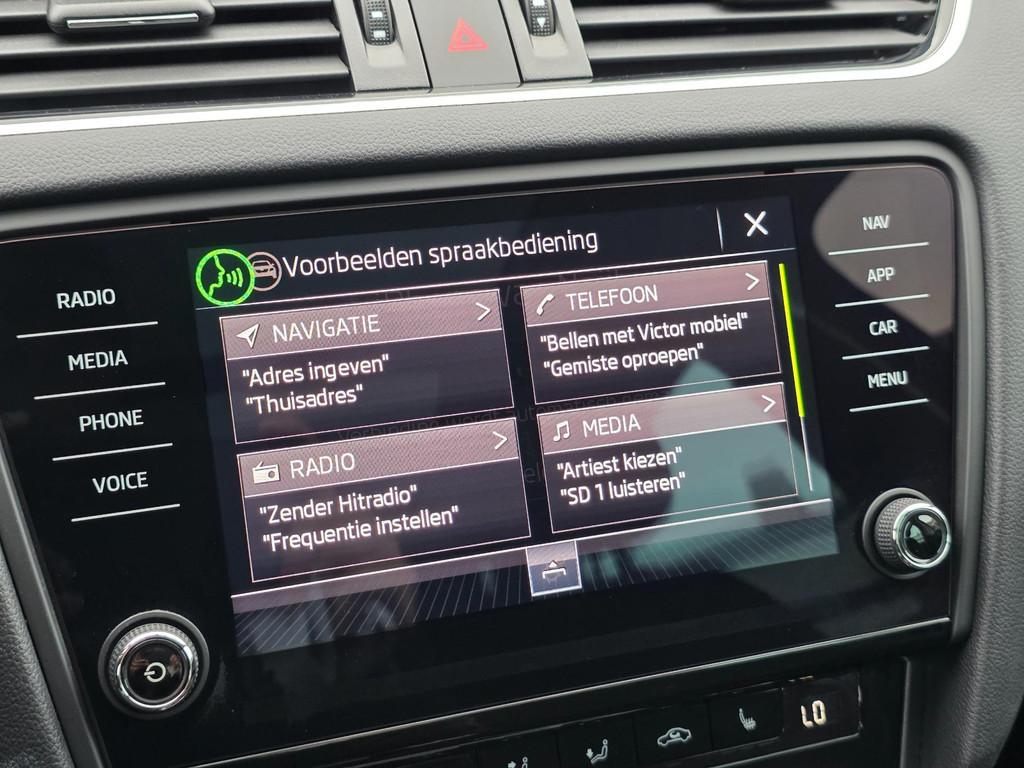 Voorbeelden spraakbediening
NAVIGATIE
"Adres ingeven"
"Thuisadres"
TELEFOON
"Bellen met Victor mobiel"
"Gemiste oproepen"
RADIO
"Zender Hitradio"
"Frequentie instellen"
MEDIA
"Artiest kiezen"
"SD 1 luisteren"
RADIO
MEDIA
PHONE
VOICE
NAV
APP
CAR
MENU
LO